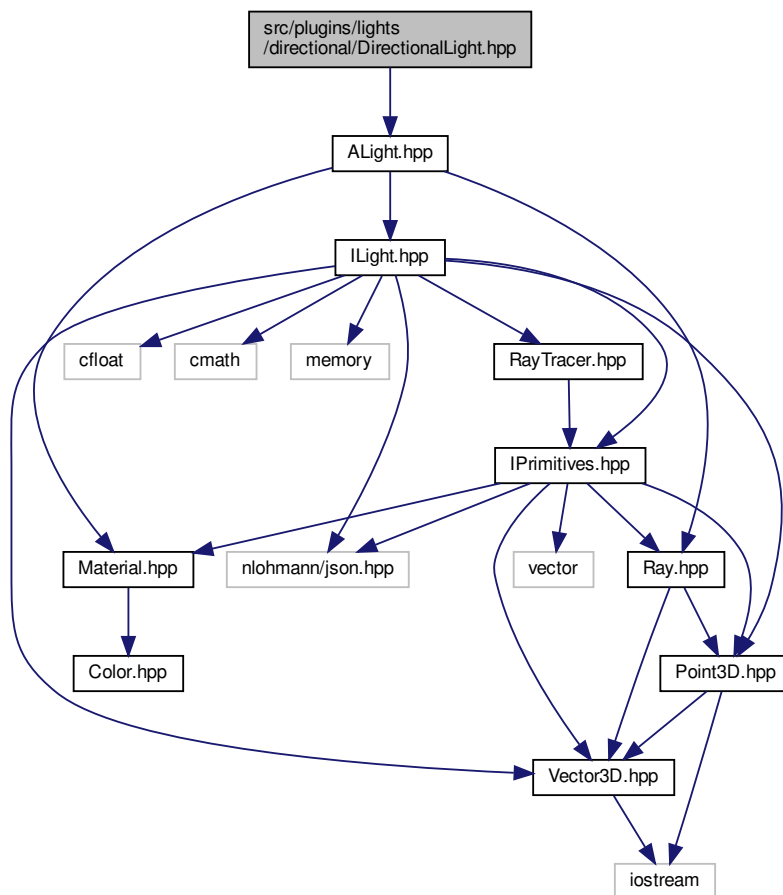 src/plugins/lights
/directional/DirectionalLight.hpp
ALight.hpp
ILight.hpp
cfloat
cmath
memory
RayTracer.hpp
IPrimitives.hpp
Material.hpp
nlohmann/json.hpp
vector
Ray.hpp
Color.hpp
Point3D.hpp
Vector3D.hpp
iostream